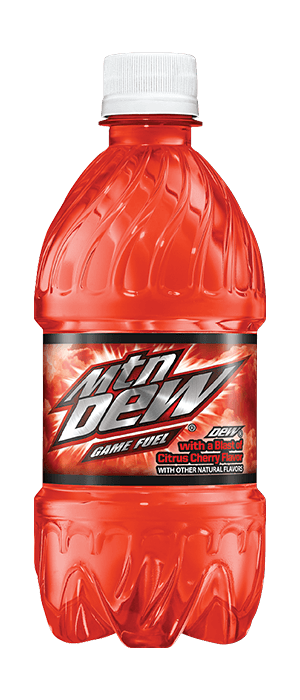 mtn
DEW®
GAME FUEL
DEW
with a Blast of
Citrus Cherry Flavor
WITH OTHER NATURAL FLAVORS